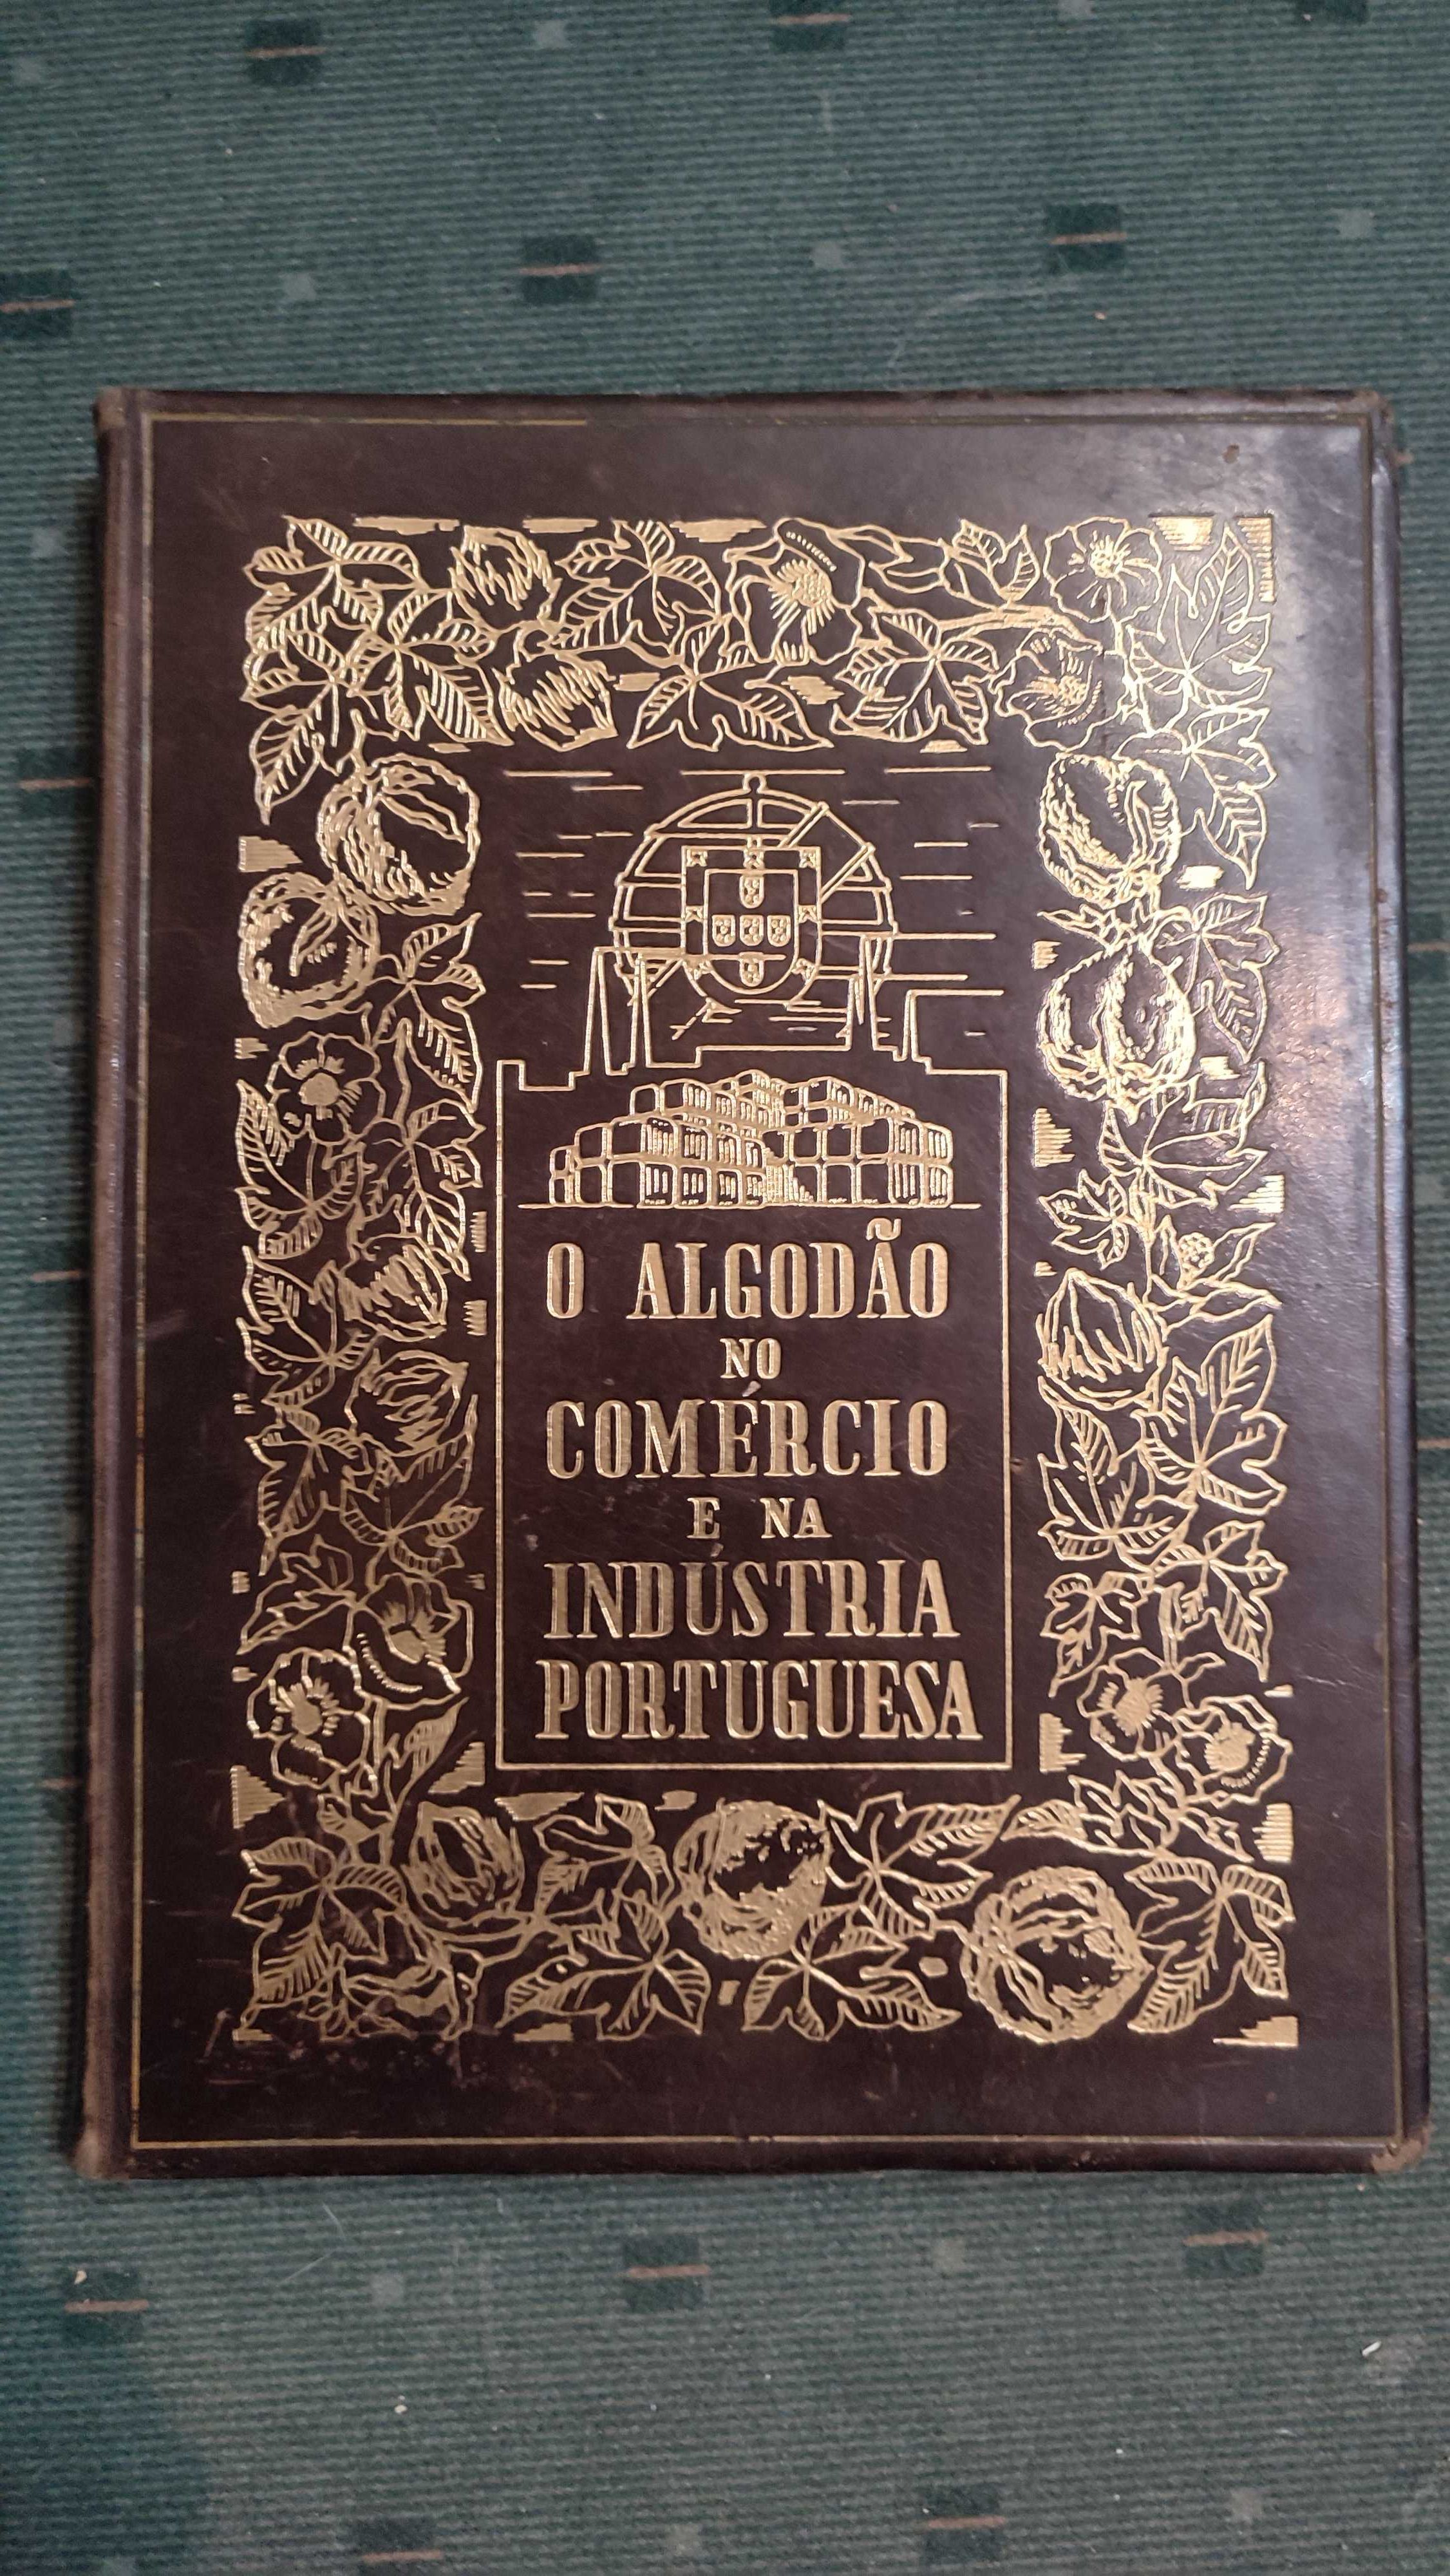 O ALGODÃO
NO
COMÉRCIO
E NA
INDÚSTRIA
PORTUGUESA